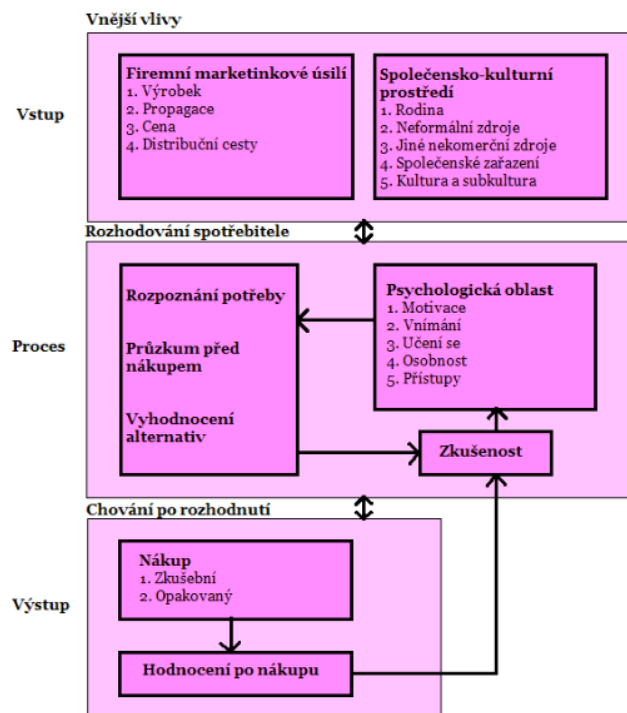 Vnější vlivy
Vstup
Firemní marketinkové úsilí
1. Výrobek
2. Propagace
3. Cena
4. Distribuční cesty
Společensko-kulturní
prostředí
1. Rodina
2. Neformální zdroje
3. Jiné nekomerční zdroje
4. Společenské zařazení
5. Kultura a subkultura
Rozhodování spotřebitele
Proces
Rozpoznání potřeby
Průzkum před
nákupem
Vyhodnocení
alternativ
Psychologická oblast
1. Motivace
2. Vnímání
3. Učení se
4. Osobnost
5. Přístupy
Zkušenost
Chování po rozhodnutí
Výstup
Nákup
1. Zkušební
2. Opakovaný
Hodnocení po nákupu